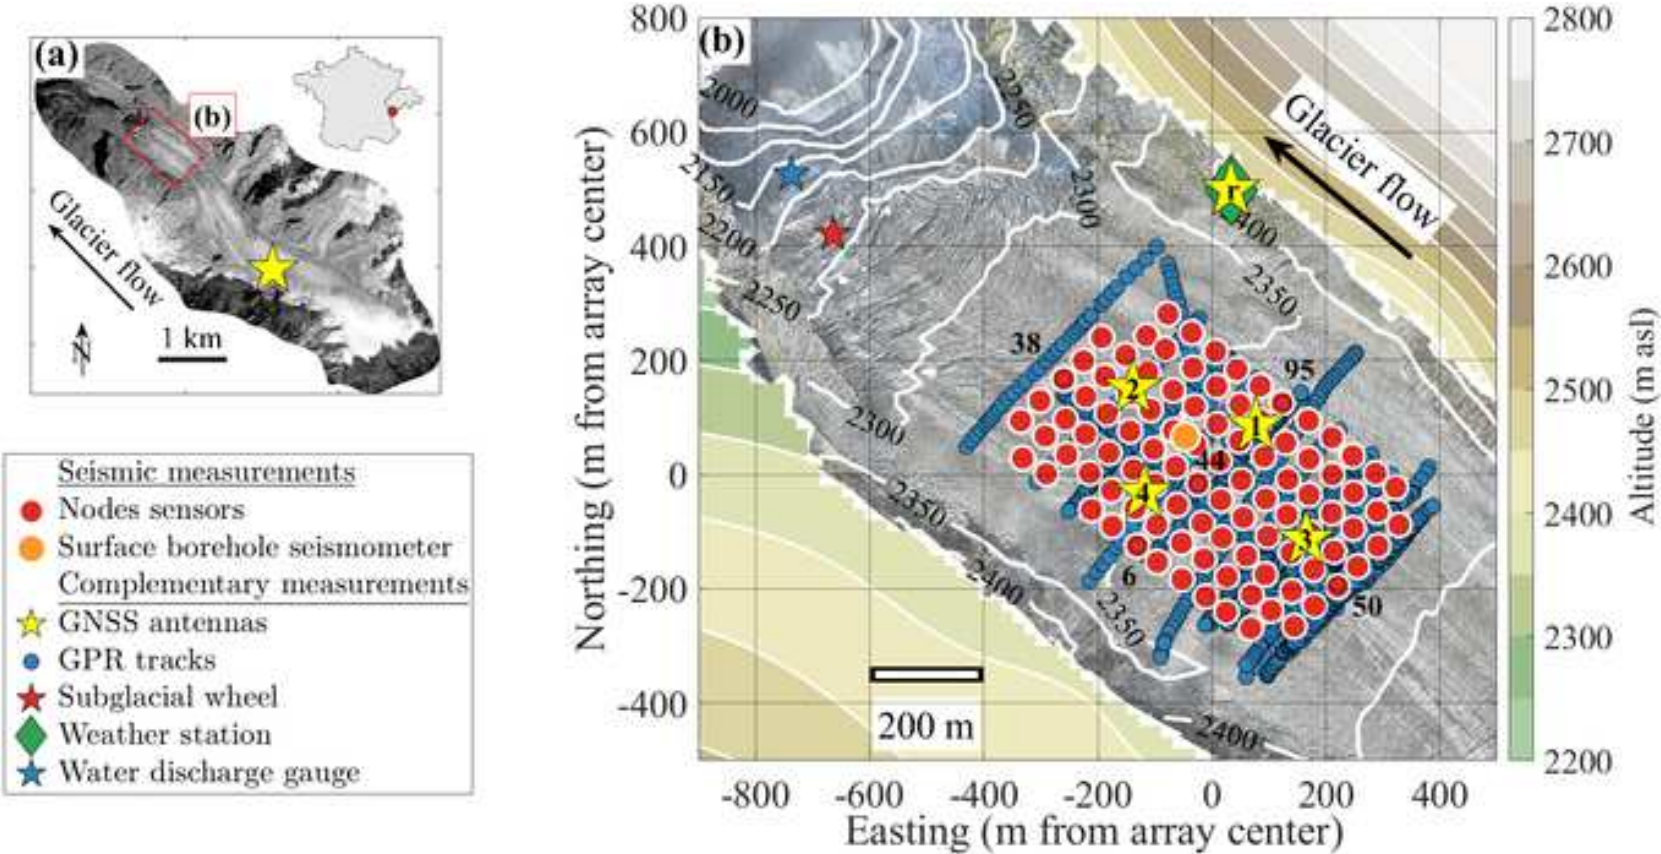 (a)
(b)
Glacier flow
N
1 km
Seismic measurements
Nodes sensors
Surface borehole seismometer
Complementary measurements
GNSS antennas
GPR tracks
Subglacial wheel
Weather station
Water discharge gauge
(b)
Northing (m from array center)
800
600
400
200
0
-200
-400
2000
2150
2200
2250
2250
2300
Glacier flow
r
400
2350
38
95
2
1
2300
44
4
3
2350
6
2400
2350
50
200 m
2400
-800
-600
-400
-200
0
200
400
Easting (m from array center)
2800
2700
2600
2500
2400
2300
2200
Altitude (m asl)